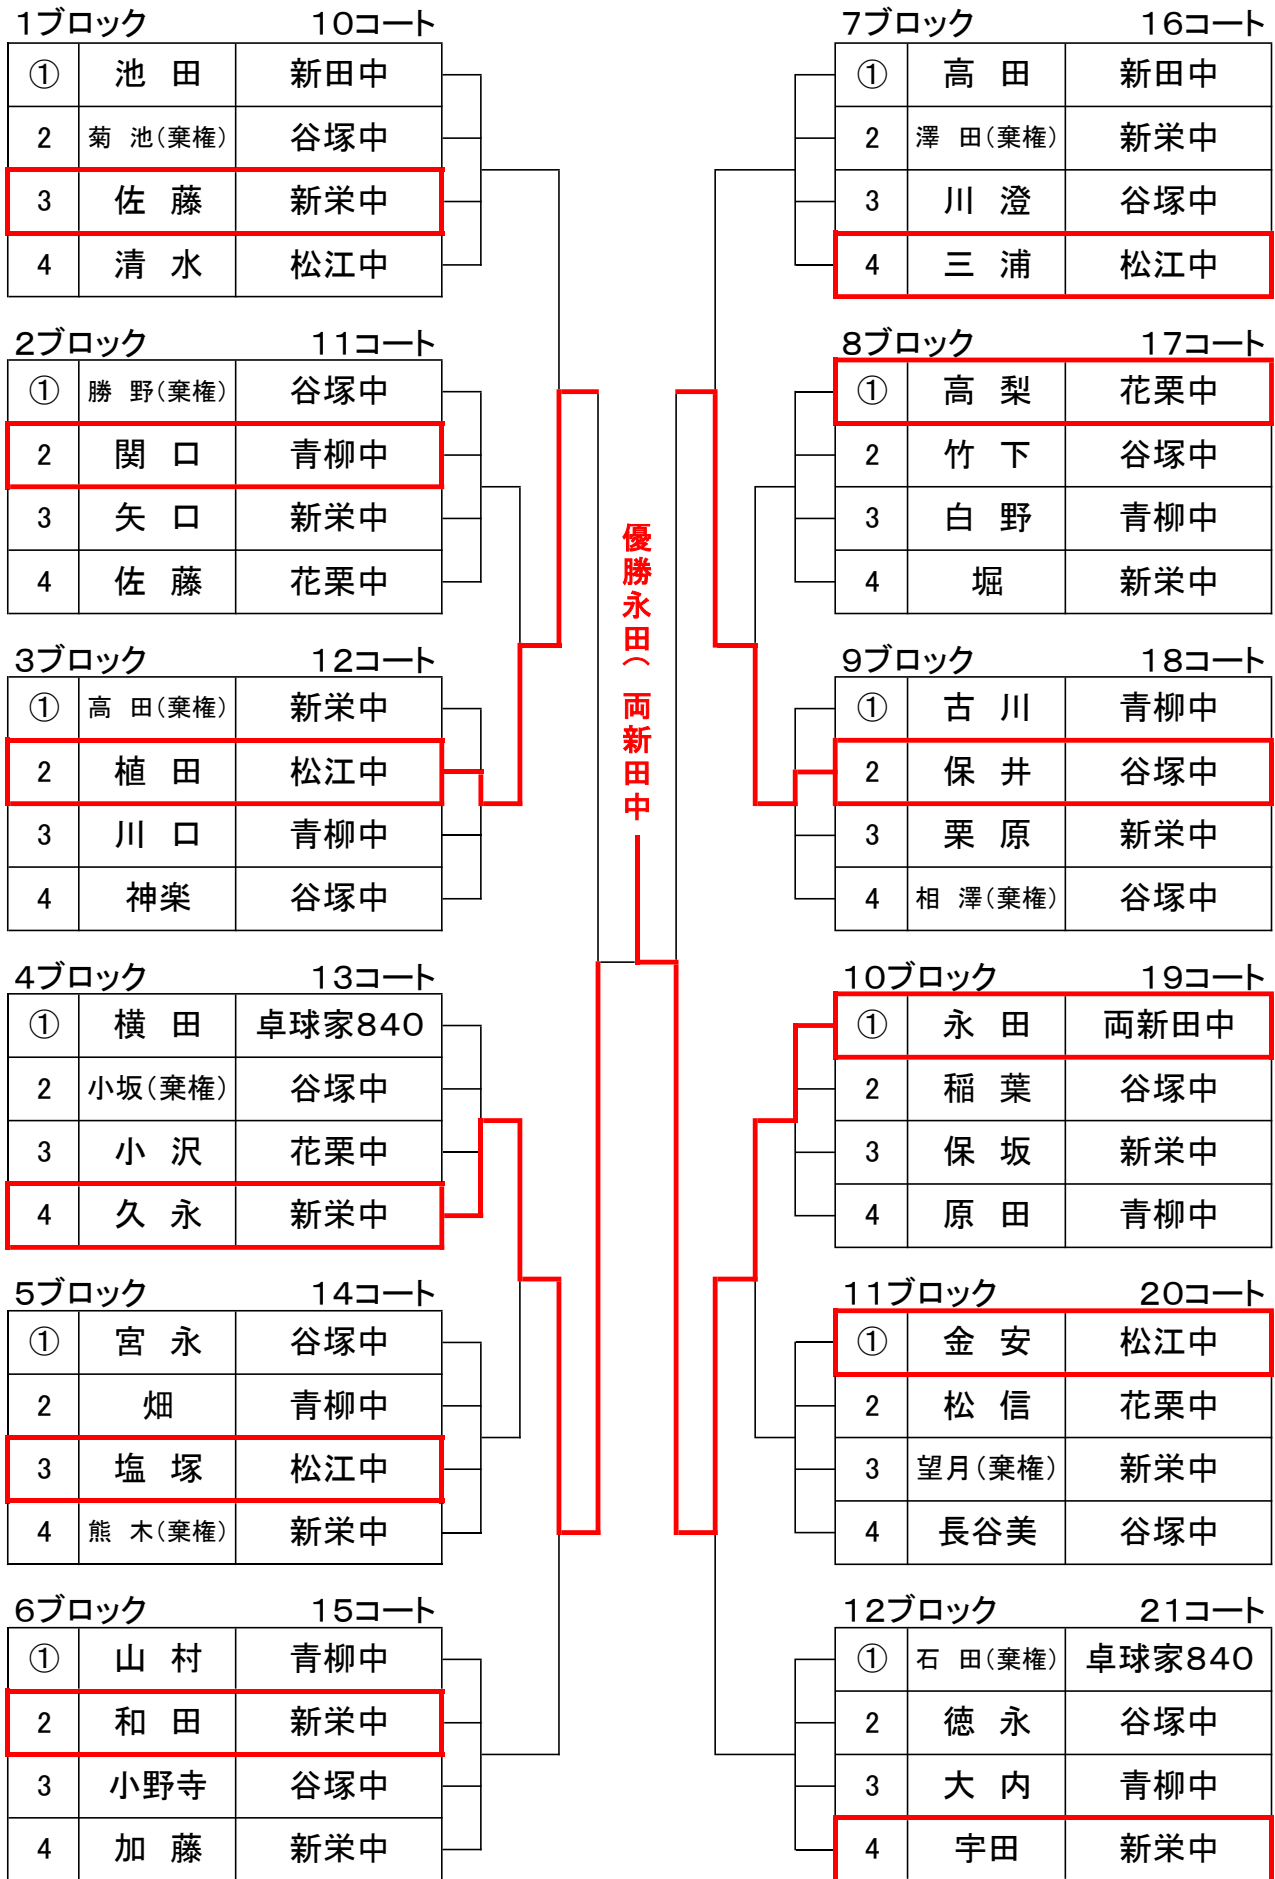 1ブロック 10コート
① 池 田 新田中
2 菊 池(棄権) 谷塚中
3 佐 藤 新栄中
4 清 水 松江中
2ブロック 11コート
① 勝 野(棄権) 谷塚中
2 関 口 青柳中
3 矢 口 新栄中
4 佐 藤 花栗中
3ブロック 12コート
① 高 田(棄権) 新栄中
2 植 田 松江中
3 川 口 青柳中
4 神楽 谷塚中
4ブロック 13コート
① 横 田 卓球家840
2 小坂(棄権) 谷塚中
3 小 沢 花栗中
4 久 永 新栄中
5ブロック 14コート
① 宮 永 谷塚中
2 畑 青柳中
3 塩 塚 松江中
4 熊 木(棄権) 新栄中
6ブロック 15コート
① 山 村 青柳中
2 和 田 新栄中
3 小野寺 谷塚中
4 加 藤 新栄中
優勝永田( 両新田中
7ブロック 16コート
① 高 田 新田中
2 澤 田(棄権) 新栄中
3 川 澄 谷塚中
4 三 浦 松江中
8ブロック 17コート
① 高 梨 花栗中
2 竹 下 谷塚中
3 白 野 青柳中
4 堀 新栄中
9ブロック 18コート
① 古 川 青柳中
2 保 井 谷塚中
3 栗 原 新栄中
4 相 澤(棄権) 谷塚中
10ブロック 19コート
① 永 田 両新田中
2 稲 葉 谷塚中
3 保 坂 新栄中
4 原 田 青柳中
11ブロック 20コート
① 金 安 松江中
2 松 信 花栗中
3 望月(棄権) 新栄中
4 長谷美 谷塚中
12ブロック 21コート
① 石 田(棄権) 卓球家840
2 徳 永 谷塚中
3 大 内 青柳中
4 宇田 新栄中